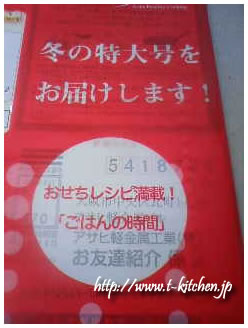 冬の特大号を
お届けします！
5418
おせちレシピ満載！
「ごはんの時間」
アサヒ軽金属工業
お友達紹介 係
http://www.t-kitchen.jp